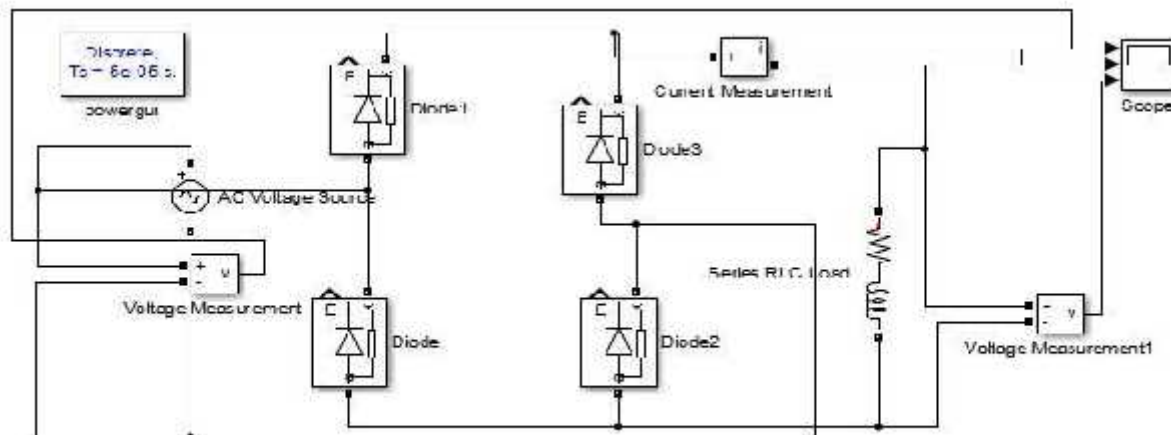 Discrete,
powergui
Diode1
Current Measurement
Scope
Diode3
AC Voltage Source
Series RLC Load
Voltage Measurement
Diode
Diode2
Voltage Measurement1